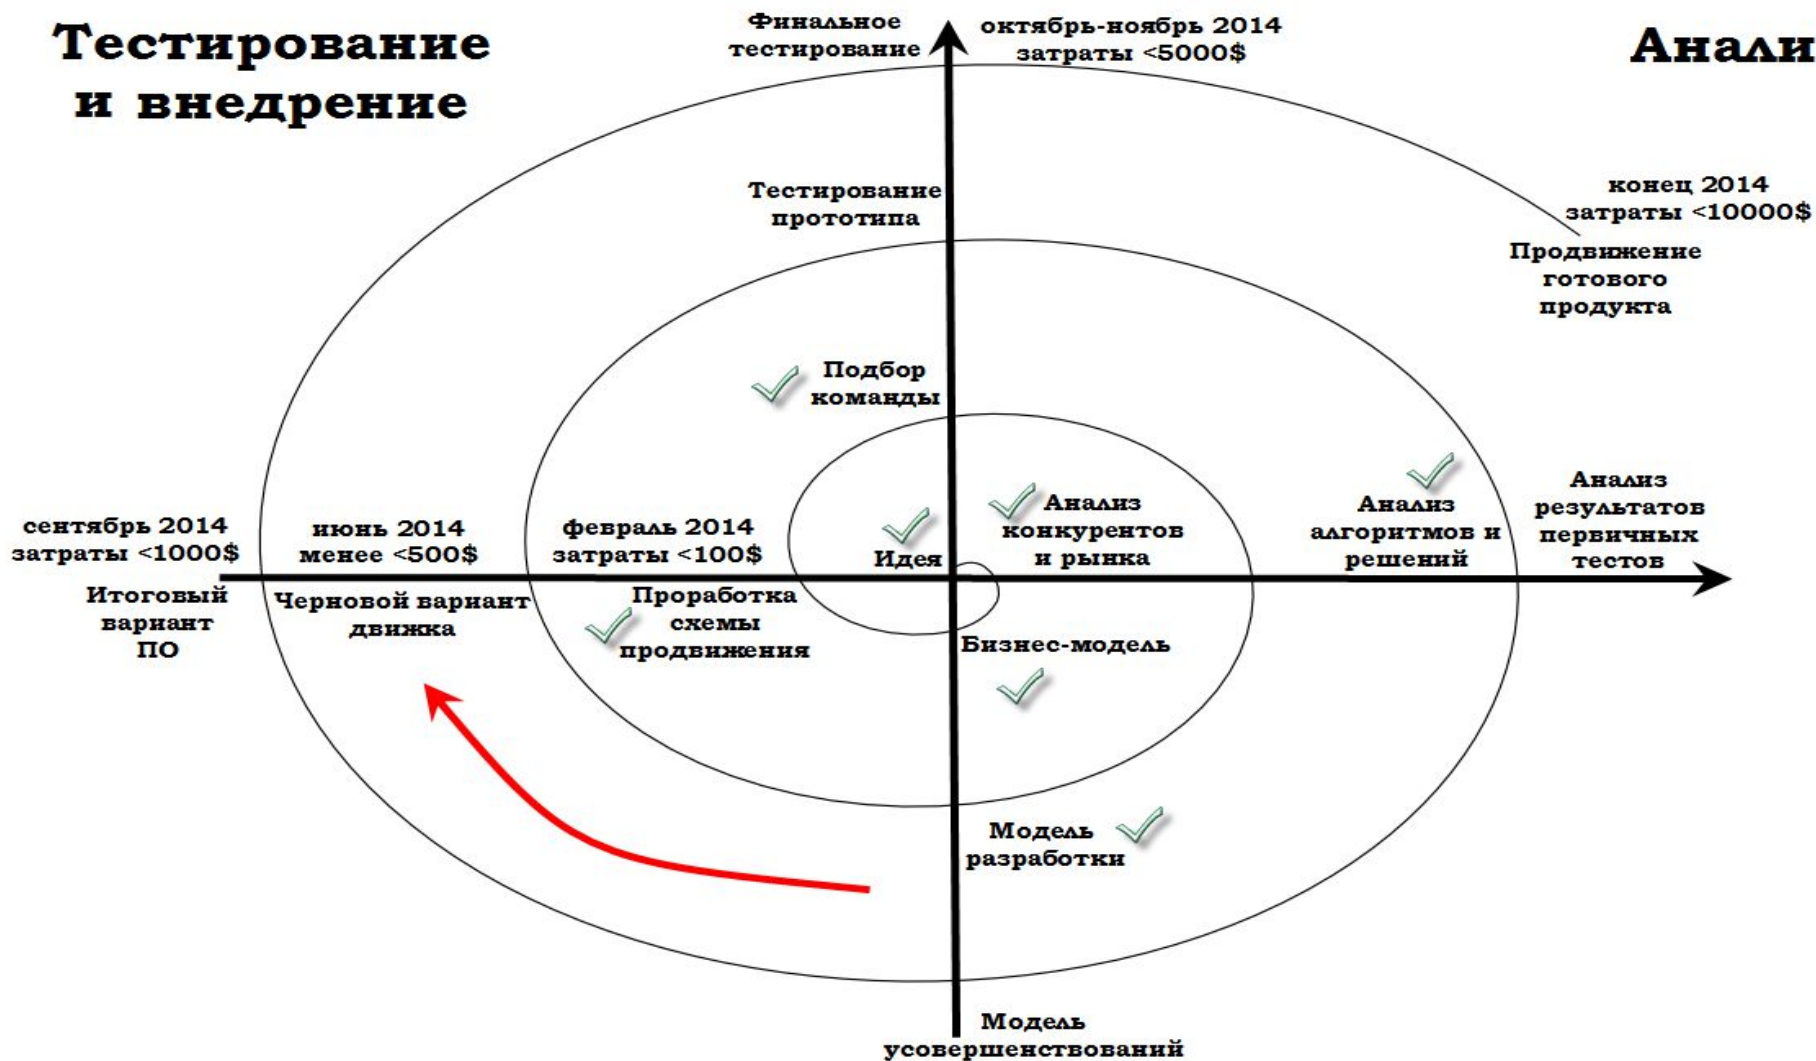 Тестирование
и внедрение
Финальное
тестирование
октябрь-ноябрь 2014
затраты <5000$
Анали
Тестирование
прототипа
конец 2014
затраты <10000$
Продвижение
готового
продукта
Подбор
команды
сентябрь 2014
затраты <1000$
июнь 2014
менее <500$
февраль 2014
затраты <100$
Идея
Анализ
конкурентов
и рынка
Анализ
алгоритмов и
решений
Анализ
результатов
первичных
тестов
Итоговый
вариант
ПО
Черновой вариант
движка
Проработка
схемы
продвижения
Бизнес-модель
Модель
разработки
Модель
усовершенствований